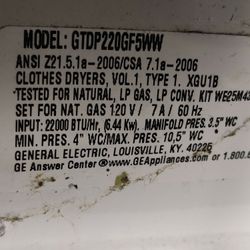 MODEL: GTDP220GF5WW
ANSI Z21.5.1a-2006/CSA 7.1a-2006
CLOTHES DRYERS, VOL.1, TYPE 1. XGU1B
TESTED FOR NATURAL, LP GAS, LP CONV. KIT WE25M43
SET FOR NAT. GAS 120 V / 7 A / 60 Hz
INPUT: 22000 BTU/Hr, (6.44 Kw). MANIFOLD PRES. 3.5" WC
MIN. PRES. 4" WC/MAX. PRES. 10.5" WC
GENERAL ELECTRIC, LOUISVILLE, KY. 40225
GE Answer Center® www.GEAppliances.com or 1.800.